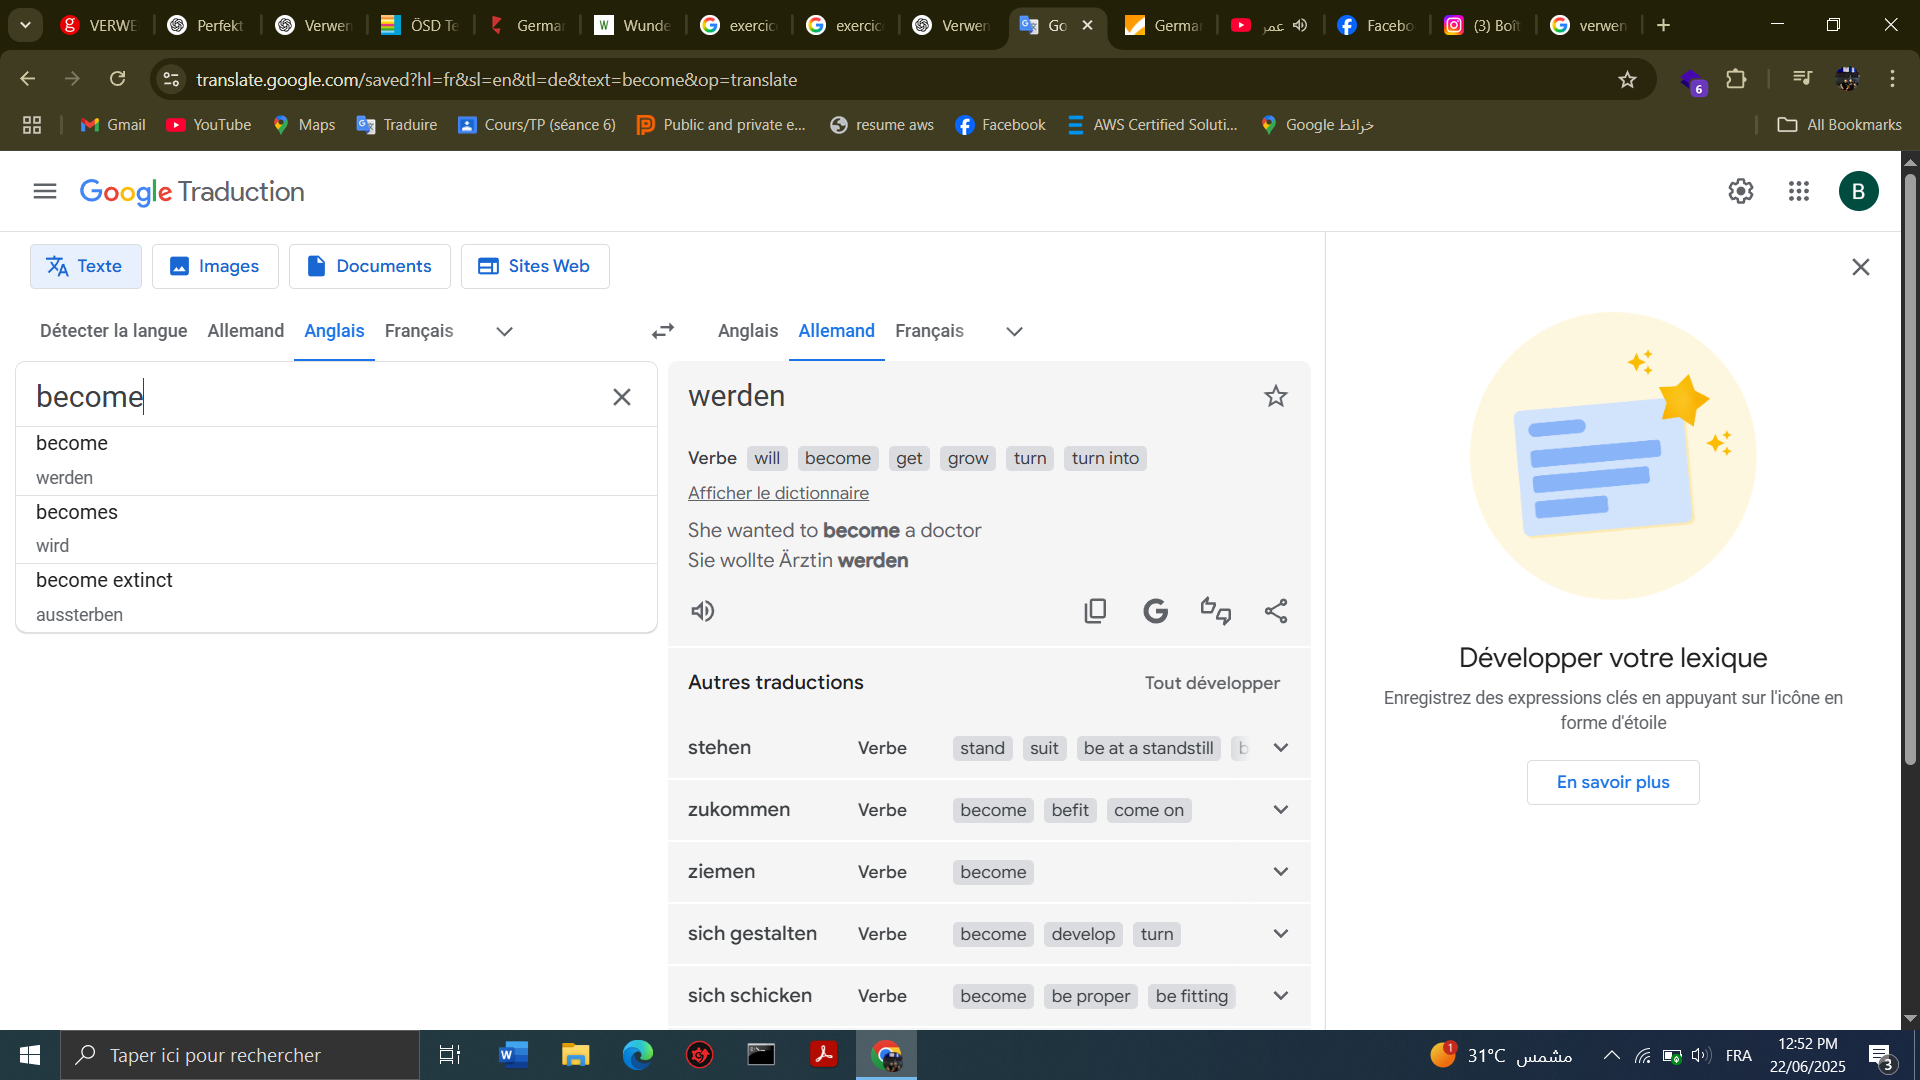 VERWE
Perfekt
Verwen
ÖSD Te
German
Wunde
exercic
exercic
Verwen
Go
German
عمر
Facebo
(3) Boît
verwen
translate.google.com/saved?hl=fr&sl=en&tl=de&text=become&op=translate
6
Gmail
YouTube
Maps
Traduire
Cours/TP (séance 6)
Public and private e...
resume aws
Facebook
AWS Certified Soluti...
خرائط Google
All Bookmarks
Google Traduction
B
Texte
Images
Documents
Sites Web
Détecter la langue
Allemand
Anglais
Français
Anglais
Allemand
Français
become
become
werden
becomes
wird
become extinct
aussterben
werden
Verbe will become get grow turn turn into
Afficher le dictionnaire
She wanted to become a doctor
Sie wollte Ärztin werden
Autres traductions
Tout développer
stehen Verbe stand suit be at a standstill b
zukommen Verbe become befit come on
ziemen Verbe become
sich gestalten Verbe become develop turn
sich schicken Verbe become be proper be fitting
Développer votre lexique
Enregistrez des expressions clés en appuyant sur l'icône en
forme d'étoile
En savoir plus
Taper ici pour rechercher
1
31°C مشمس
FRA
12:52 PM
22/06/2025
3